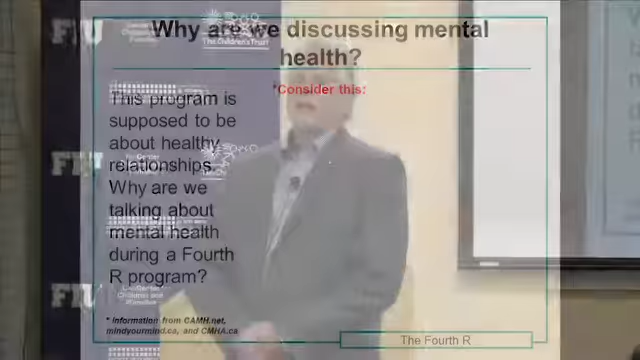 FIU
The Children's Trust
Why are we discussing mental
health?
*Consider this:
This program is
supposed to be
about healthy
relationships.
Why are we
talking about
mental health
during a Fourth
R program?
FIU
FIU
* Information from CAMH.net,
mindyourmind.ca, and CMHA.ca
The Fourth R